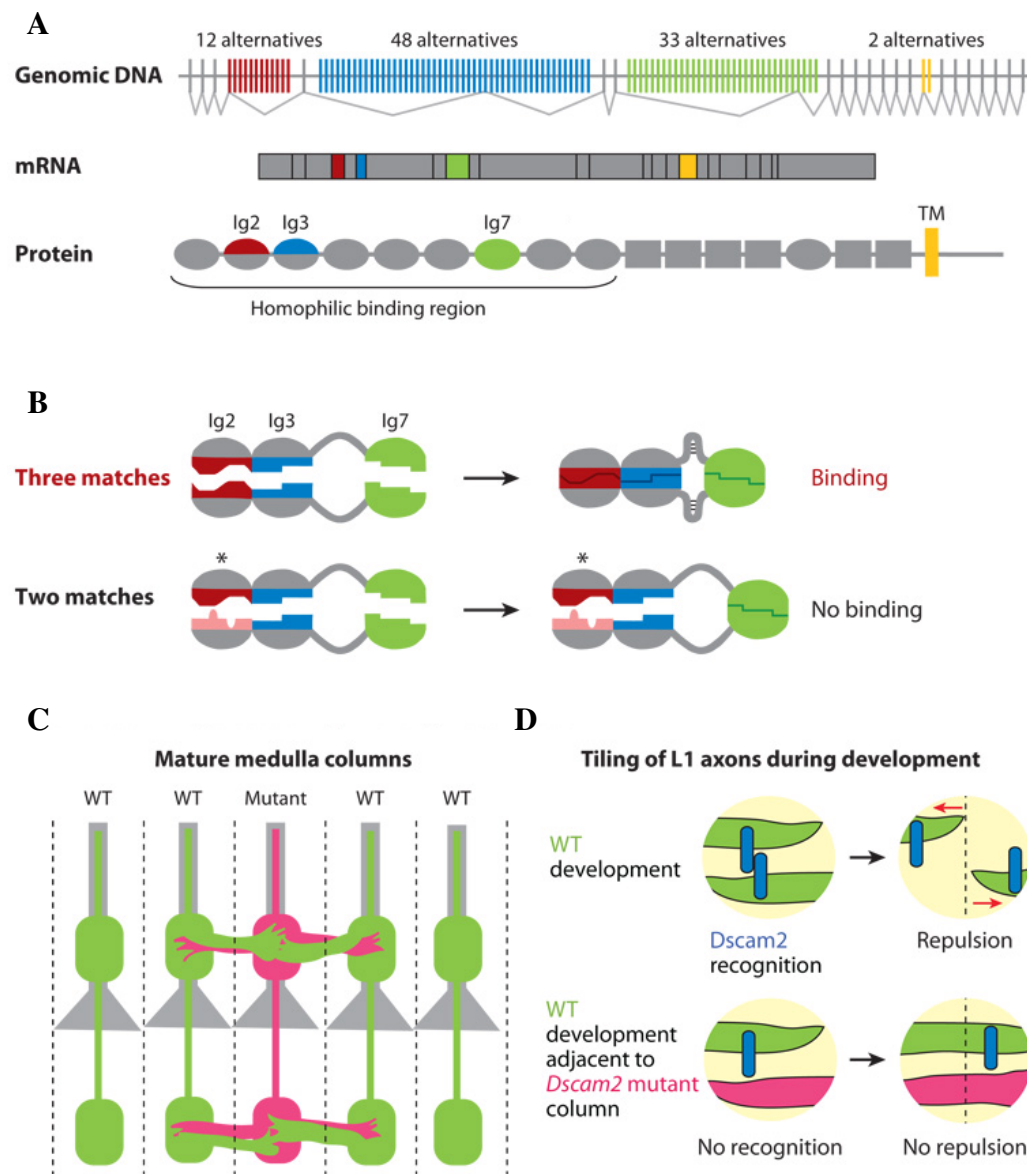 A
12 alternatives 48 alternatives 33 alternatives 2 alternatives
Genomic DNA
mRNA
Ig2 Ig3 Ig7 TM
Protein
Homophilic binding region
B
Ig2 Ig3 Ig7
Three matches
Binding
* *
Two matches
No binding
C
Mature medulla columns
WT WT Mutant WT WT
D
Tiling of L1 axons during development
WT
development
Dscam2
recognition
Repulsion
WT
development
adjacent to
Dscam2 mutant
column
No recognition No repulsion